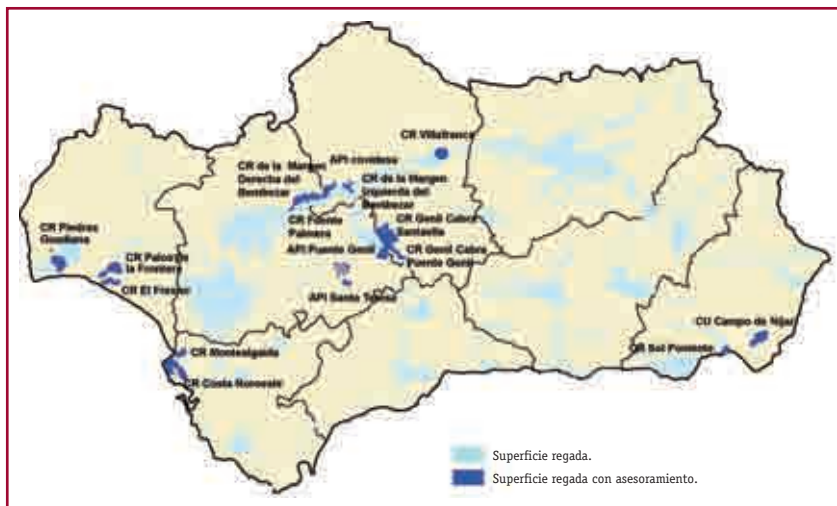 CR Villafranca
API covidesa
CR de la Margen
Derecha del
Bembezar
CR de la Margen
Izquierda del
Bembezar
CR Fuente
Palmera
CR Genil Cabra
Santaella
API Puente Genil
CR Genil Cabra
Puente Genil
API Santa Teresa
CR Piedras
Guadiana
CR Palos de
la Frontera
CR El Fresno
CR Monte algaida
CR Costa Noroeste
CU Campo de Nijar
CR Sol Poniente
Superficie regada.
Superficie regada con asesoramiento.